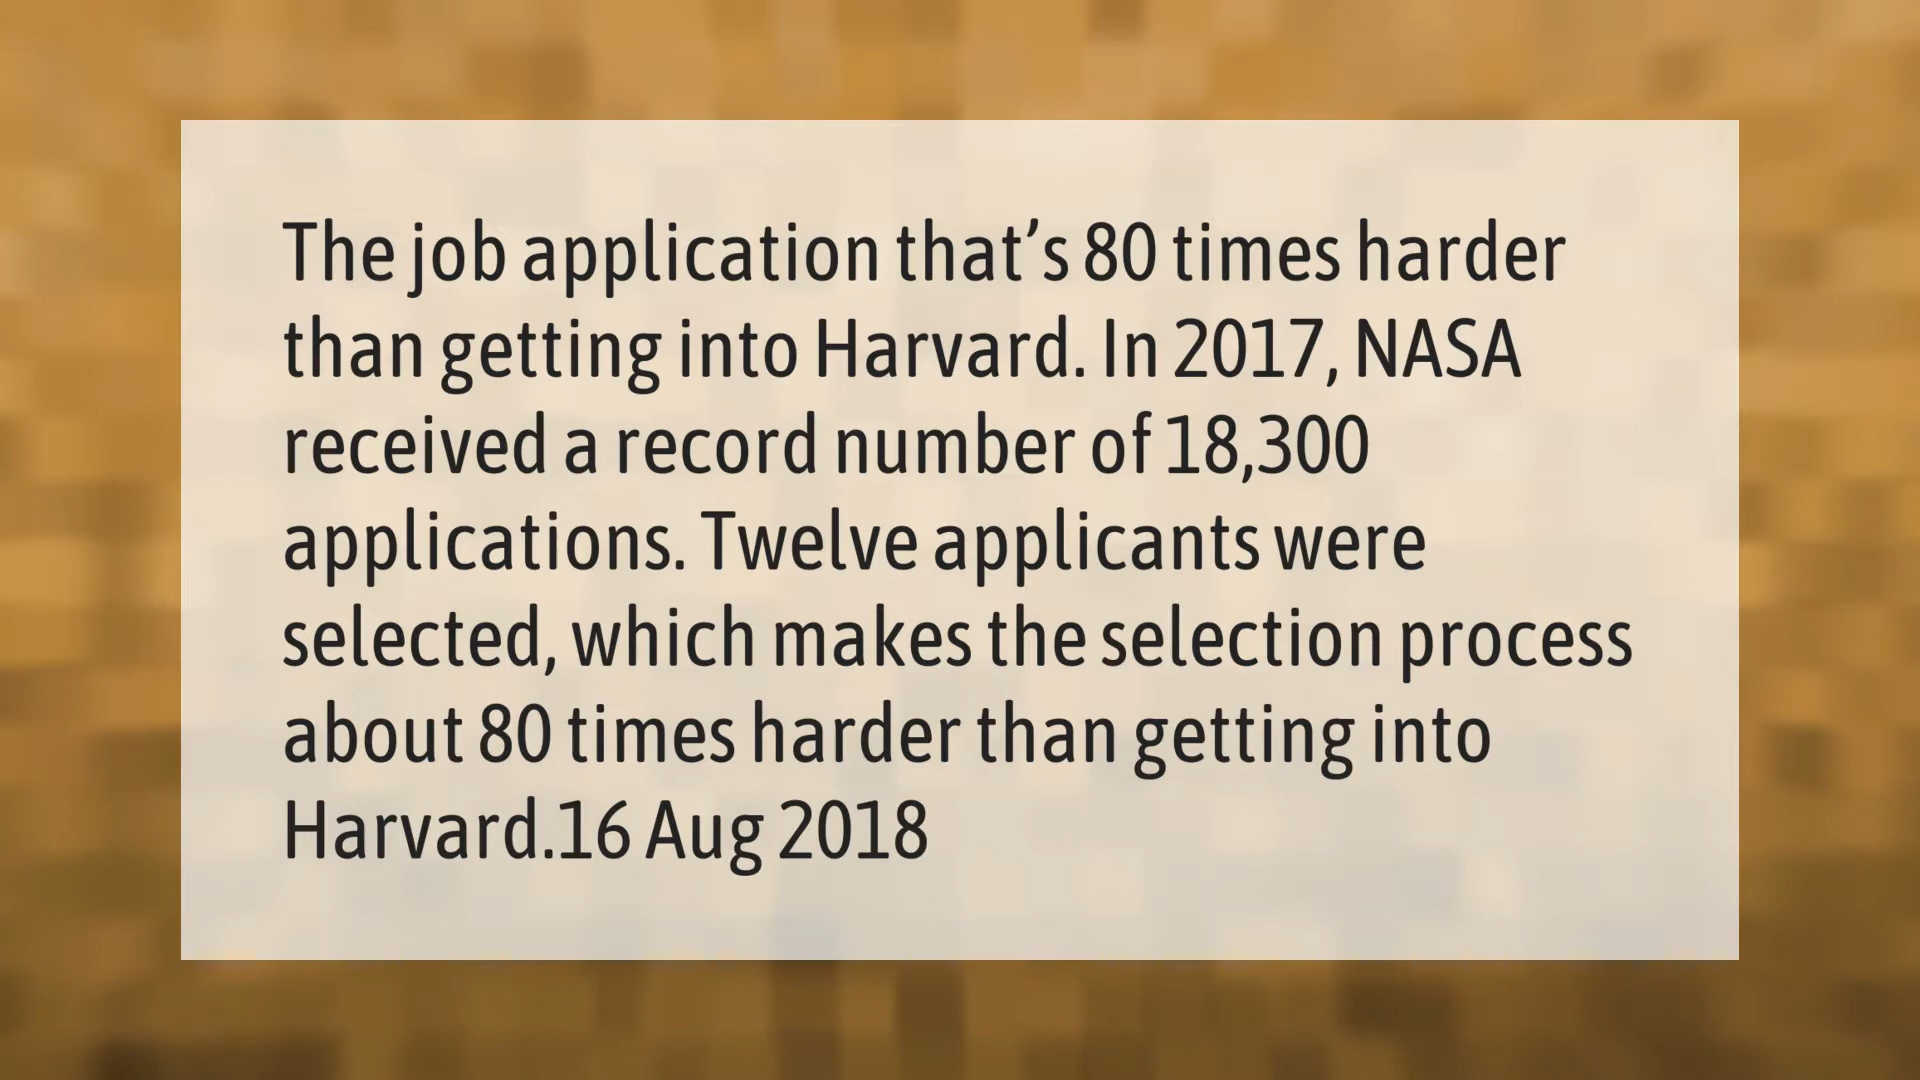 The job application that’s 80 times harder
than getting into Harvard. In 2017, NASA
received a record number of 18,300
applications. Twelve applicants were
selected, which makes the selection process
about 80 times harder than getting into
Harvard.16 Aug 2018